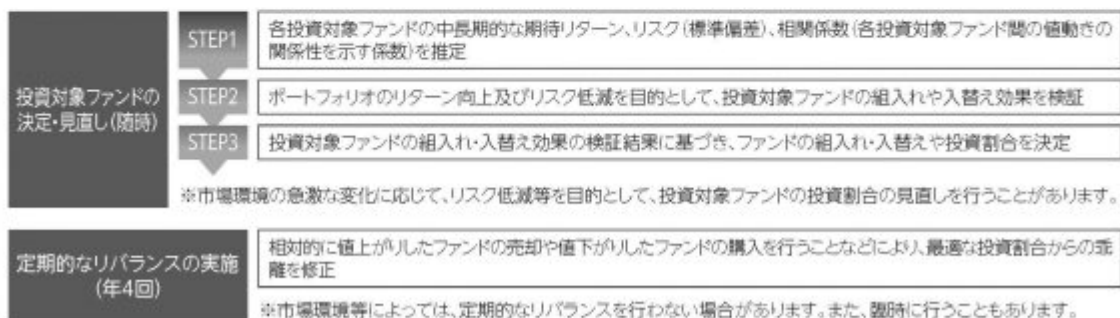 投資対象ファンドの
決定・見直し(随時)
STEP1
各投資対象ファンドの中長期的な期待リターン、リスク(標準偏差)、相関係数(各投資対象ファンド間の値動きの
関係性を示す係数)を推定
STEP2
ポートフォリオのリターン向上及びリスク低減を目的として、投資対象ファンドの組入れや入替え効果を検証
STEP3
投資対象ファンドの組入れ・入替え効果の検証結果に基づき、ファンドの組入れ・入替えや投資割合を決定
※市場環境の急激な変化に応じて、リスク低減等を目的として、投資対象ファンドの投資割合の見直しを行うことがあります。
定期的なリバランスの実施
(年4回)
相対的に値上がりしたファンドの売却や値下がりしたファンドの購入を行うことなどにより、最適な投資割合からの乖
離を修正
※市場環境等によっては、定期的なリバランスを行わない場合があります。また、臨時に行うこともあります。